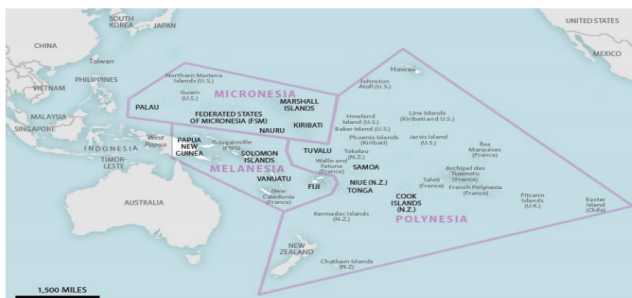 SOUTH
KOREA
JAPAN
UNITED STATES
CHINA
MEXICO
Taiwan
Hawaii
Northern Mariana
Islands (U.S.)
Johnston
Atoll (U.S.)
VIETNAM
PHILIPPINES
Guam
(U.S.)
MICRONESIA
MARSHALL
ISLANDS
PALAU
FEDERATED STATES
OF MICRONESIA (FSM)
KIRIBATI
NAURU
Howland
Island (U.S.)
Baker Island (U.S.)
Line Islands
(Kiribati and U.S.)
MALAYSIA
SINGAPORE
Phoenix Islands
(Kiribati)
Jarvis Island
(U.S.)
INDONESIA
West
Papua
PAPUA
NEW
GUINEA
Bougainville
(PNG)
SOLOMON
ISLANDS
TUVALU
Tokelau
(N.Z.)
Îles
Marquises
(France)
TIMOR-
LESTE
MELANESIA
Wallis and
Futuna
(France)
SAMOA
VANUATU
FIJI
NIUE (N.Z.)
TONGA
Tahiti
(France)
Archipel des
Tuamotu
(France)
French Polynesia
(France)
New
Caledonia
(France)
COOK
ISLANDS
(N.Z.)
Pitcairn
Islands
(U.K.)
Easter
Island
(Chile)
AUSTRALIA
Kermadec Islands
(N.Z.)
POLYNESIA
NEW
ZEALAND
Chatham Islands
(N.Z)
1,500 MILES